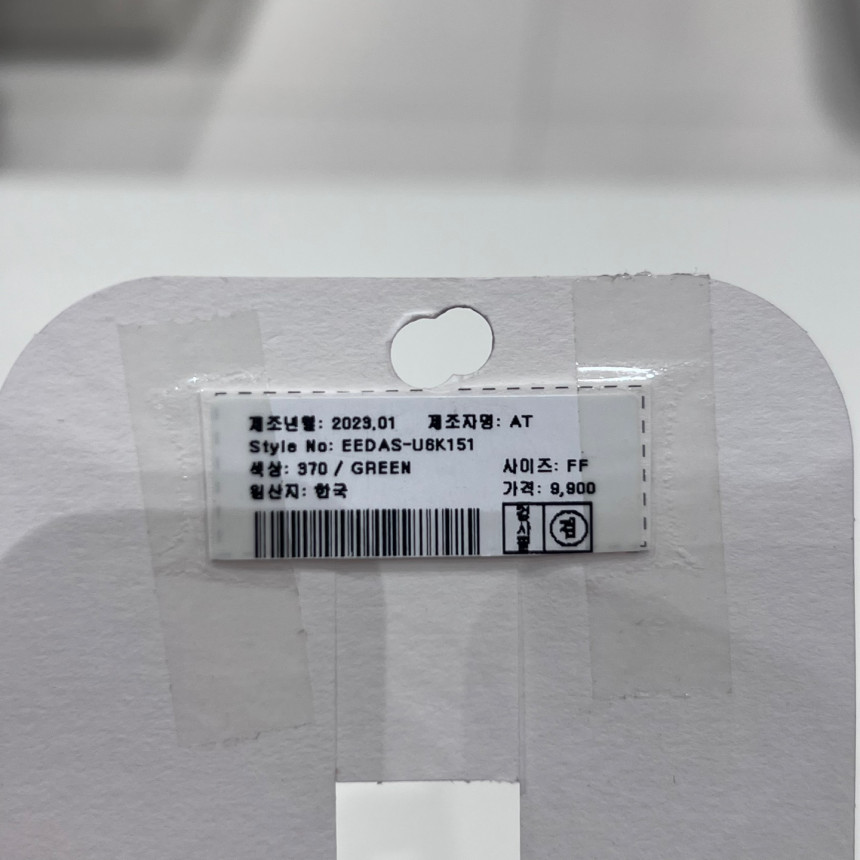 제조년월: 2023.01 제조자명: AT
Style No: EEDAS-U6K151
색상: 370 / GREEN 사이즈: FF
원산지: 한국 가격: 9,900
검사필 검